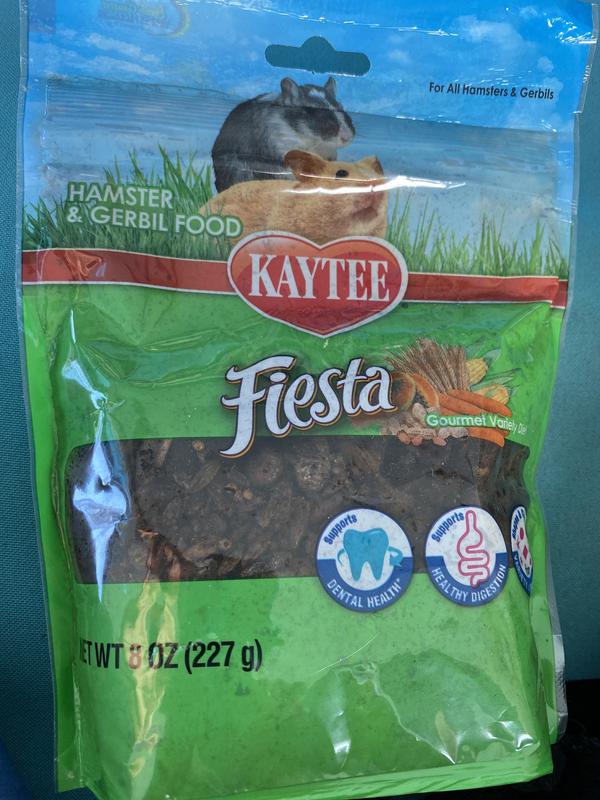 For All Hamsters & Gerbils
HAMSTER
& GERBIL FOOD
KAYTEE
Fiesta
Gourmet Variety
Supports
DENTAL HEALTH
Supports
HEALTHY DIGESTION
NET WT 8 OZ (227 g)